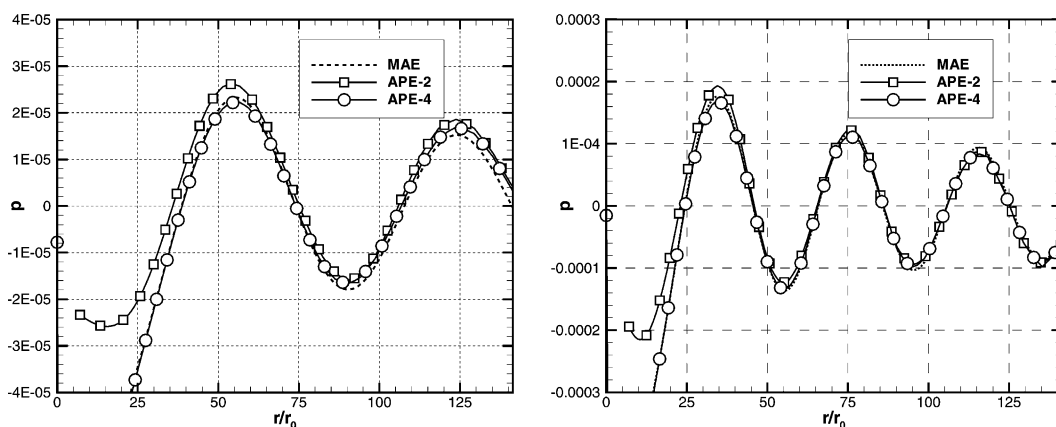 4E-05
3E-05
2E-05
1E-05
0
-1E-05
-2E-05
-3E-05
-4E-05
p
0 25 50 75 100 125
r/r0
MAE
APE-2
APE-4
0.0003
0.0002
1E-04
0
-0.0001
-0.0002
-0.0003
p
0 25 50 75 100 125
r/r0
MAE
APE-2
APE-4